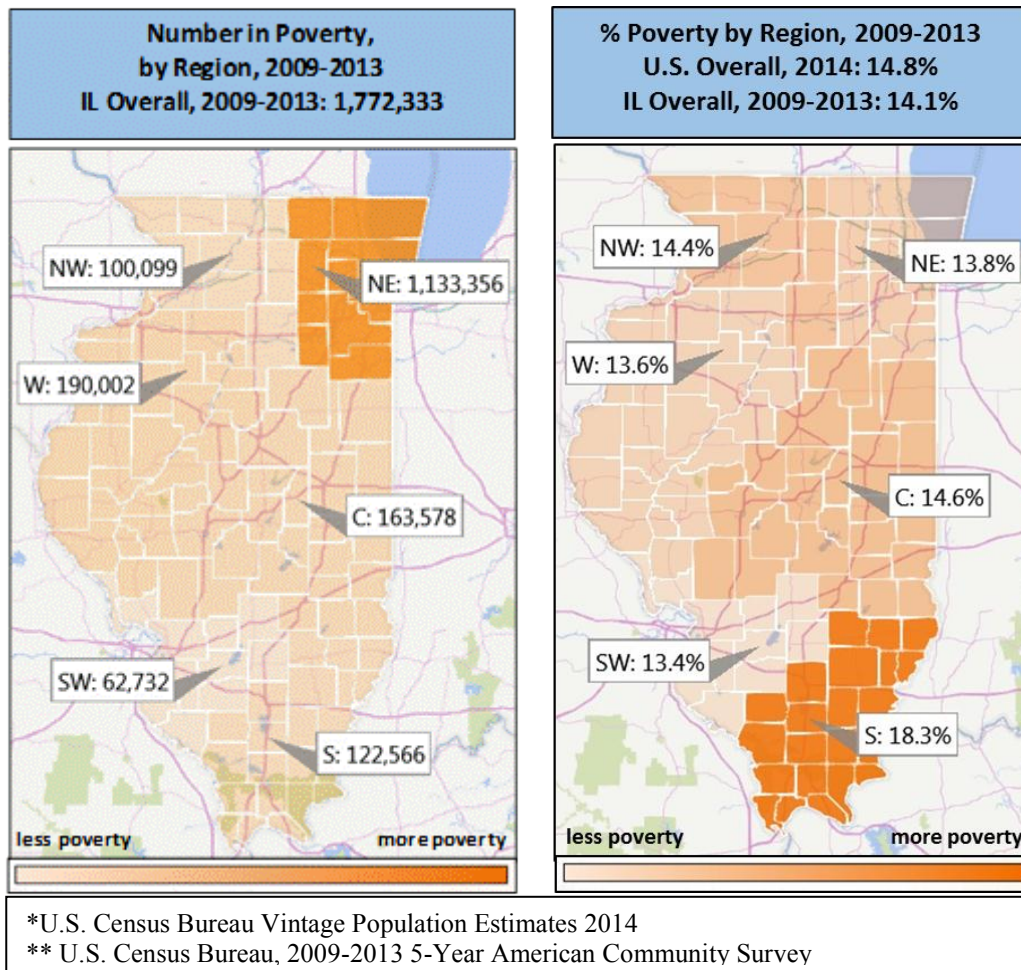 Number in Poverty,
by Region, 2009-2013
IL Overall, 2009-2013: 1,772,333
NW: 100,099
NE: 1,133,356
W: 190,002
C: 163,578
SW: 62,732
S: 122,566
less poverty
more poverty
% Poverty by Region, 2009-2013
U.S. Overall, 2014: 14.8%
IL Overall, 2009-2013: 14.1%
NW: 14.4%
NE: 13.8%
W: 13.6%
C: 14.6%
SW: 13.4%
S: 18.3%
less poverty
more poverty
*U.S. Census Bureau Vintage Population Estimates 2014
** U.S. Census Bureau, 2009-2013 5-Year American Community Survey